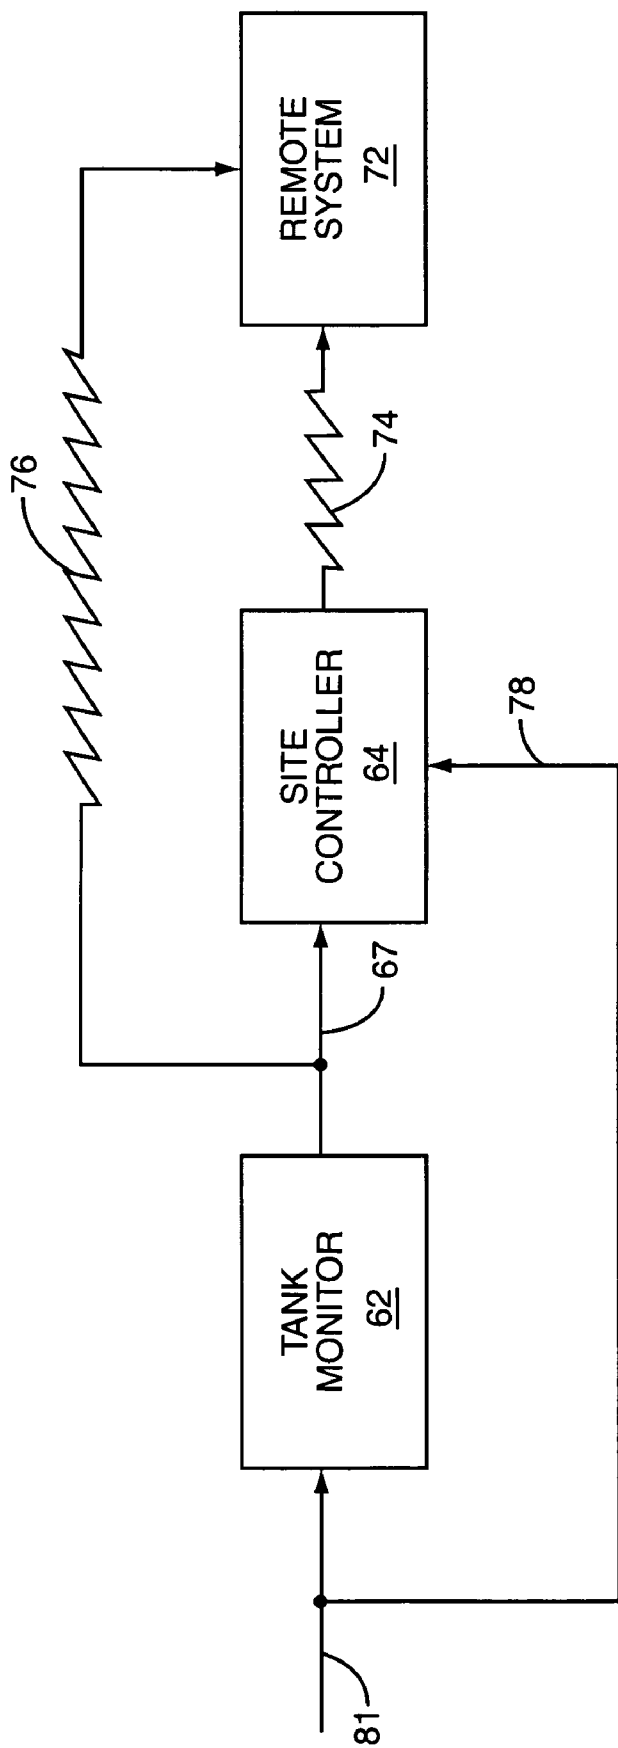 76
REMOTE
SYSTEM
72
74
SITE
CONTROLLER
64
78
67
TANK
MONITOR
62
81